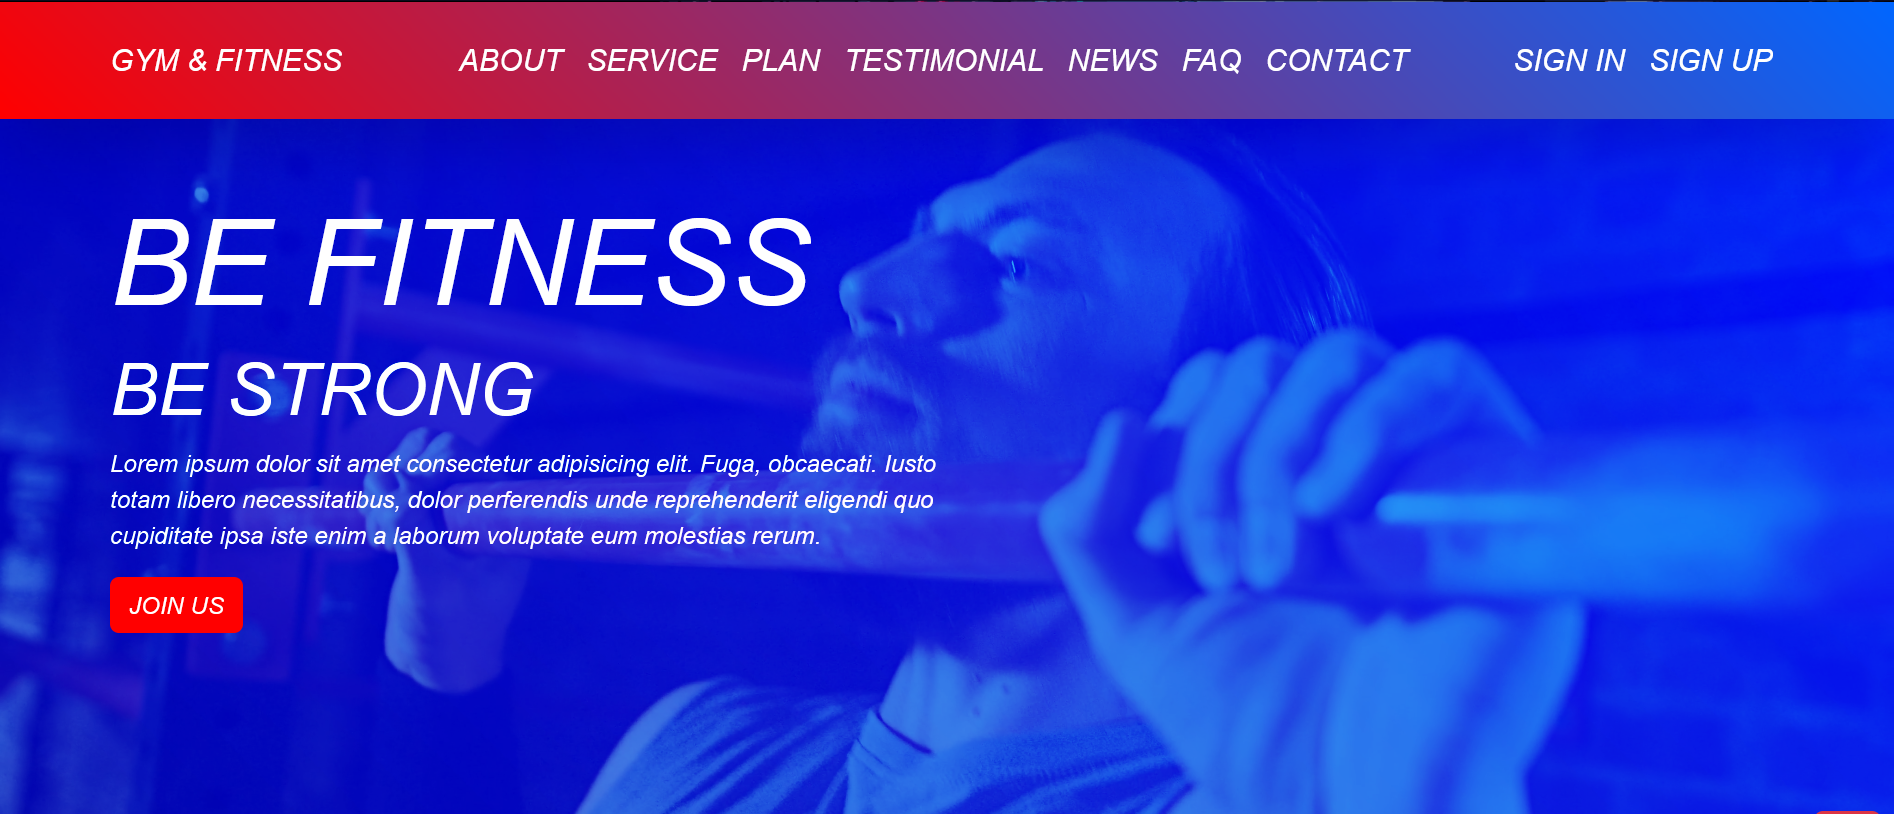 GYM & FITNESS ABOUT SERVICE PLAN TESTIMONIAL NEWS FAQ CONTACT SIGN IN SIGN UP
BE FITNESS
BE STRONG
Lorem ipsum dolor sit amet consectetur adipisicing elit. Fuga, obcaecati. Iusto
totam libero necessitatibus, dolor perferendis unde reprehenderit eligendi quo
cupiditate ipsa iste enim a laborum voluptate eum molestias rerum.
JOIN US